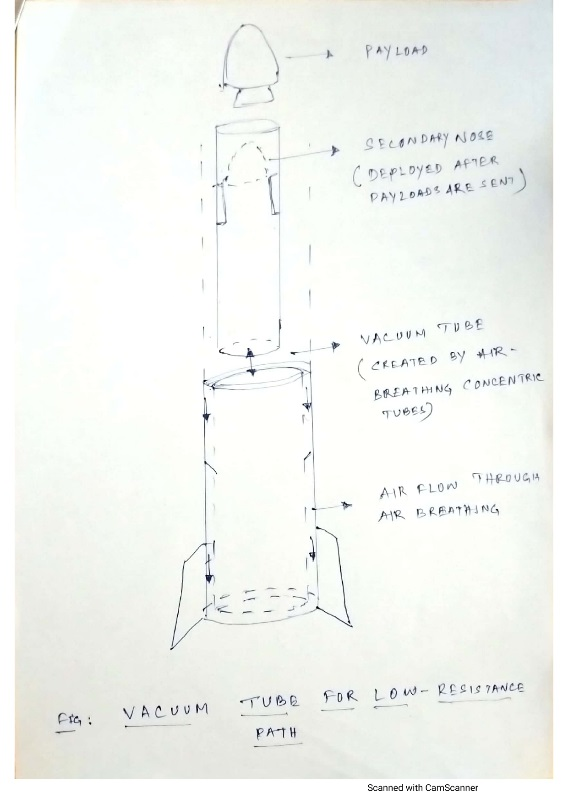 PAYLOAD
SECONDARY NOSE
(DEPLOYED AFTER
PAYLOADS ARE SENT)
VACUUM TUBE
(CREATED BY AIR-
BREATHING CONCENTRIC
TUBES)
AIR FLOW THROUGH
AIR BREATHING
FIG: VACUUM TUBE FOR LOW-RESISTANCE
PATH
Scanned with CamScanner